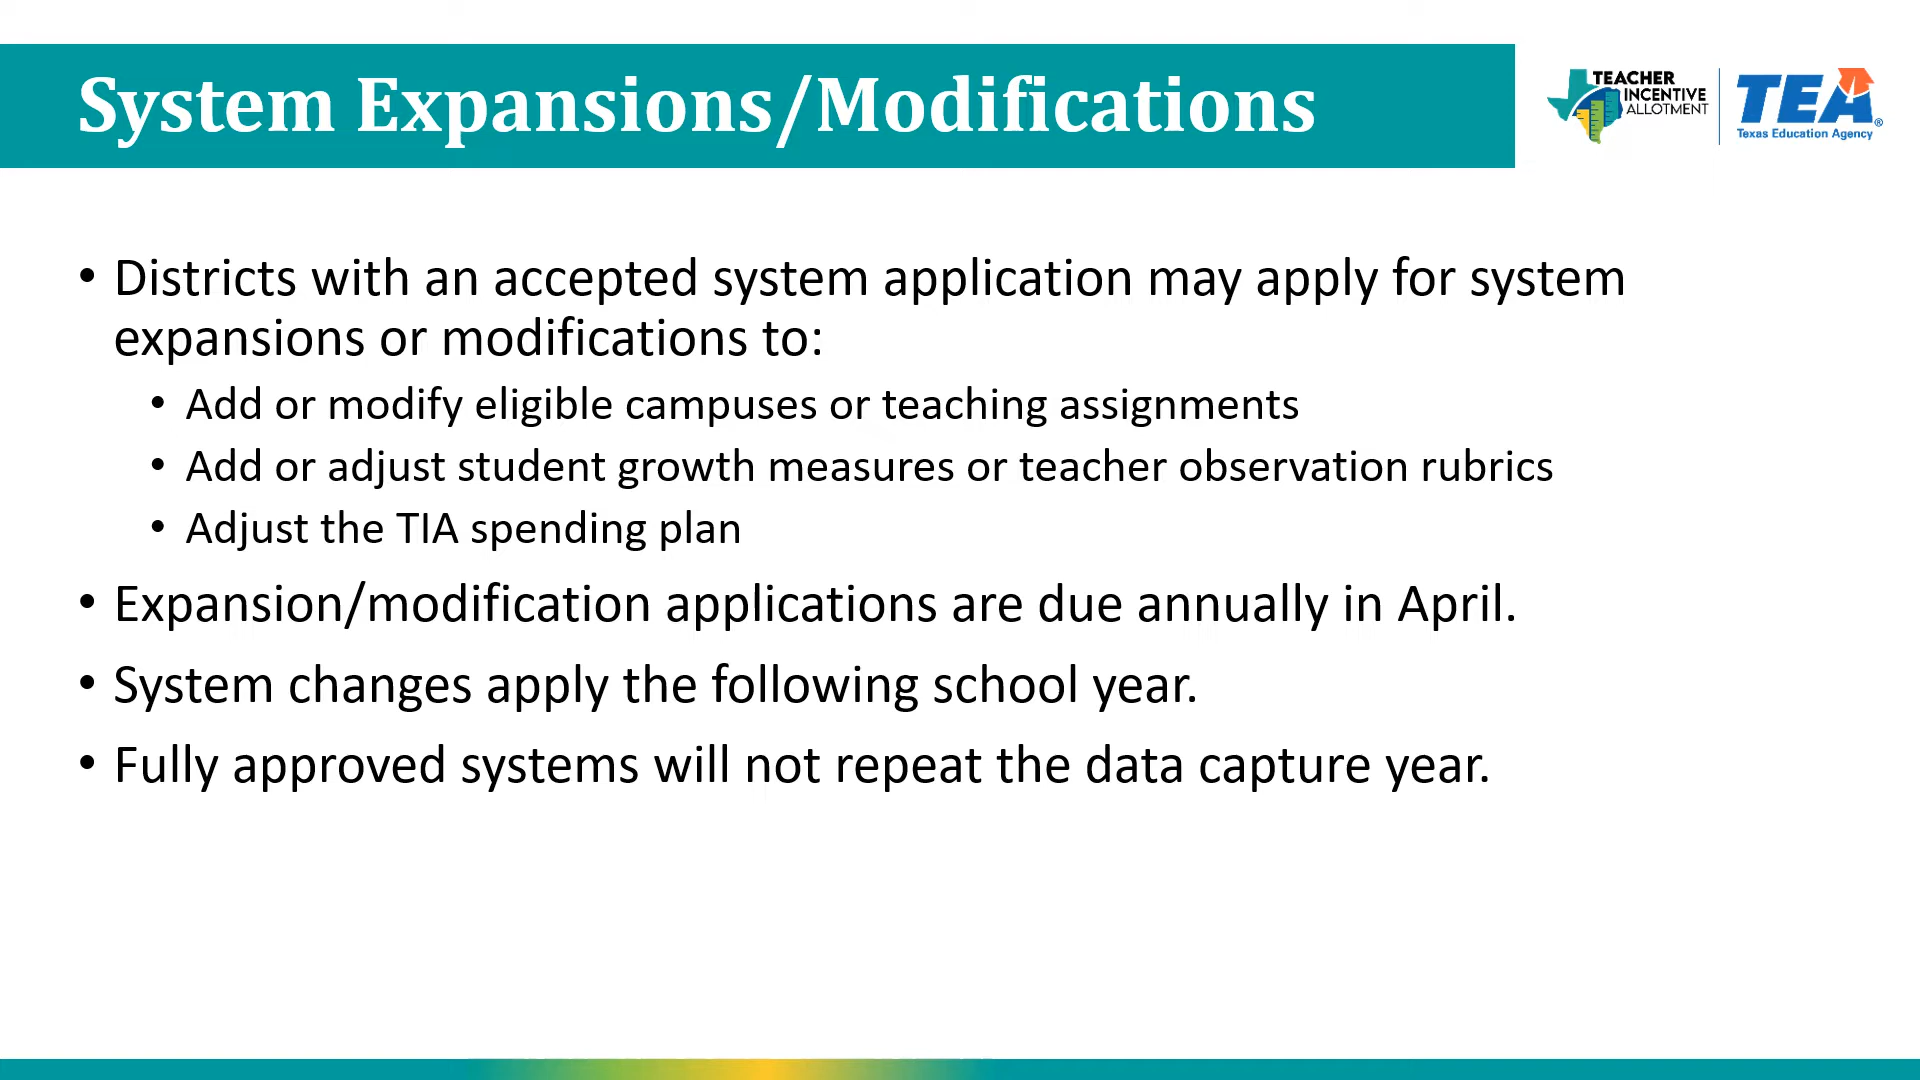 System Expansions/Modifications
TEACHER
INCENTIVE
ALLOTMENT
TEA®
Texas Education Agency
• Districts with an accepted system application may apply for system
expansions or modifications to:
• Add or modify eligible campuses or teaching assignments
• Add or adjust student growth measures or teacher observation rubrics
• Adjust the TIA spending plan
• Expansion/modification applications are due annually in April.
• System changes apply the following school year.
• Fully approved systems will not repeat the data capture year.